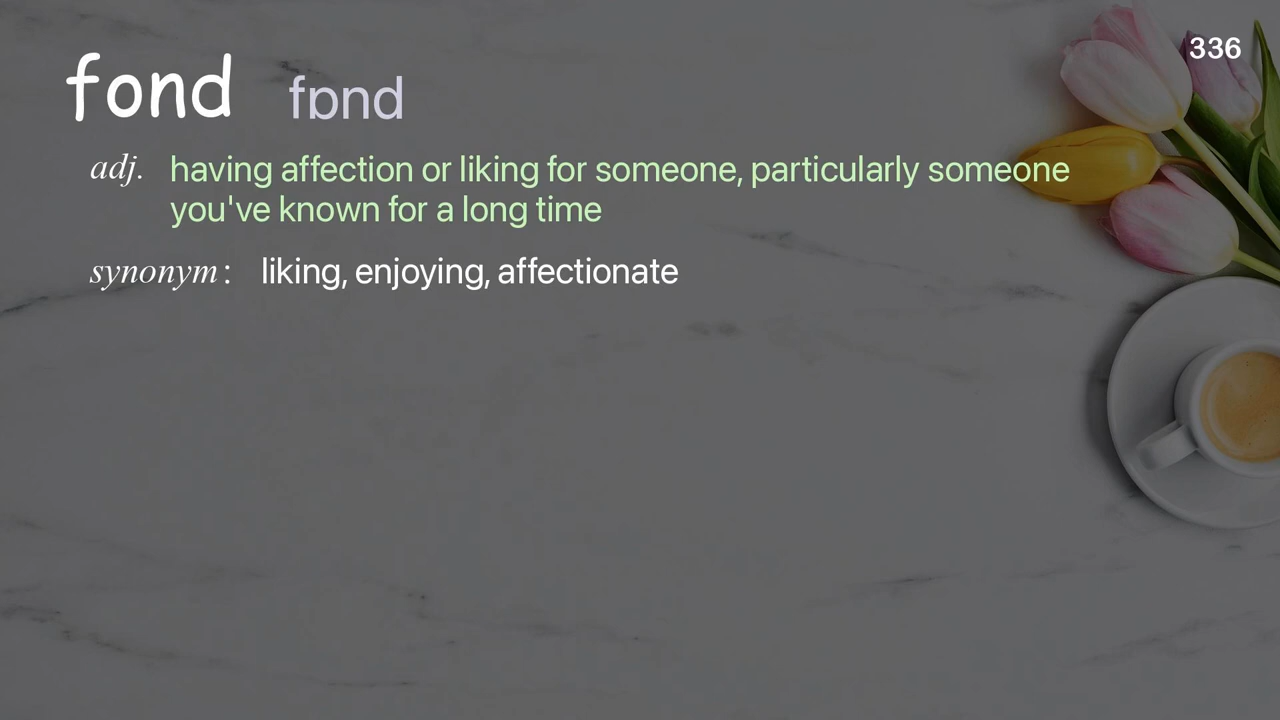 336
fond fɒnd
adj. having affection or liking for someone, particularly someone
you've known for a long time
synonym: liking, enjoying, affectionate